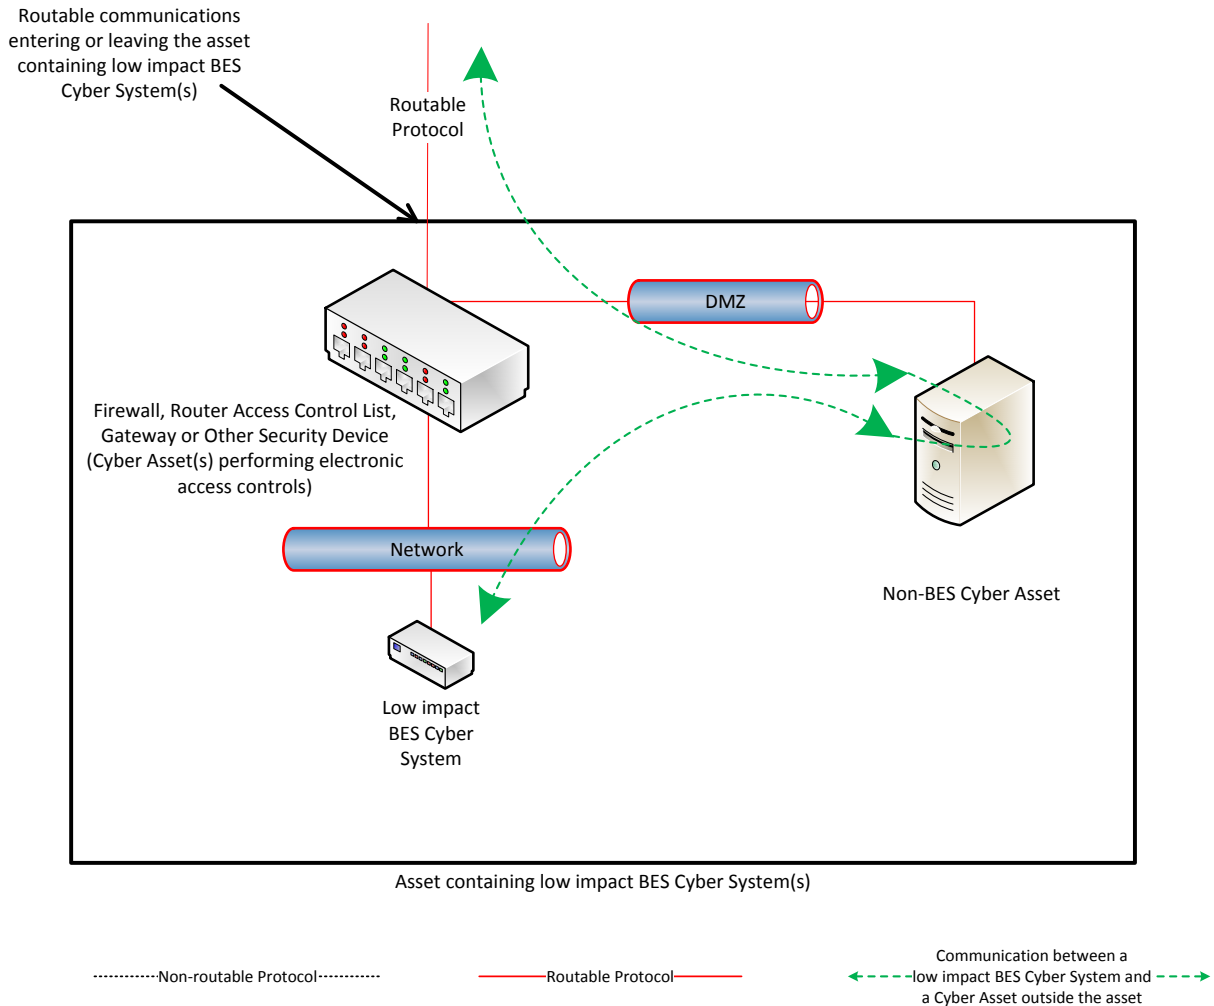 Routable communications
entering or leaving the asset
containing low impact BES
Cyber System(s)
Routable
Protocol
DMZ
Firewall, Router Access Control List,
Gateway or Other Security Device
(Cyber Asset(s) performing electronic
access controls)
Network
Non-BES Cyber Asset
Low impact
BES Cyber
System
Asset containing low impact BES Cyber System(s)
Non-routable Protocol
Routable Protocol
Communication between a
low impact BES Cyber System and
a Cyber Asset outside the asset